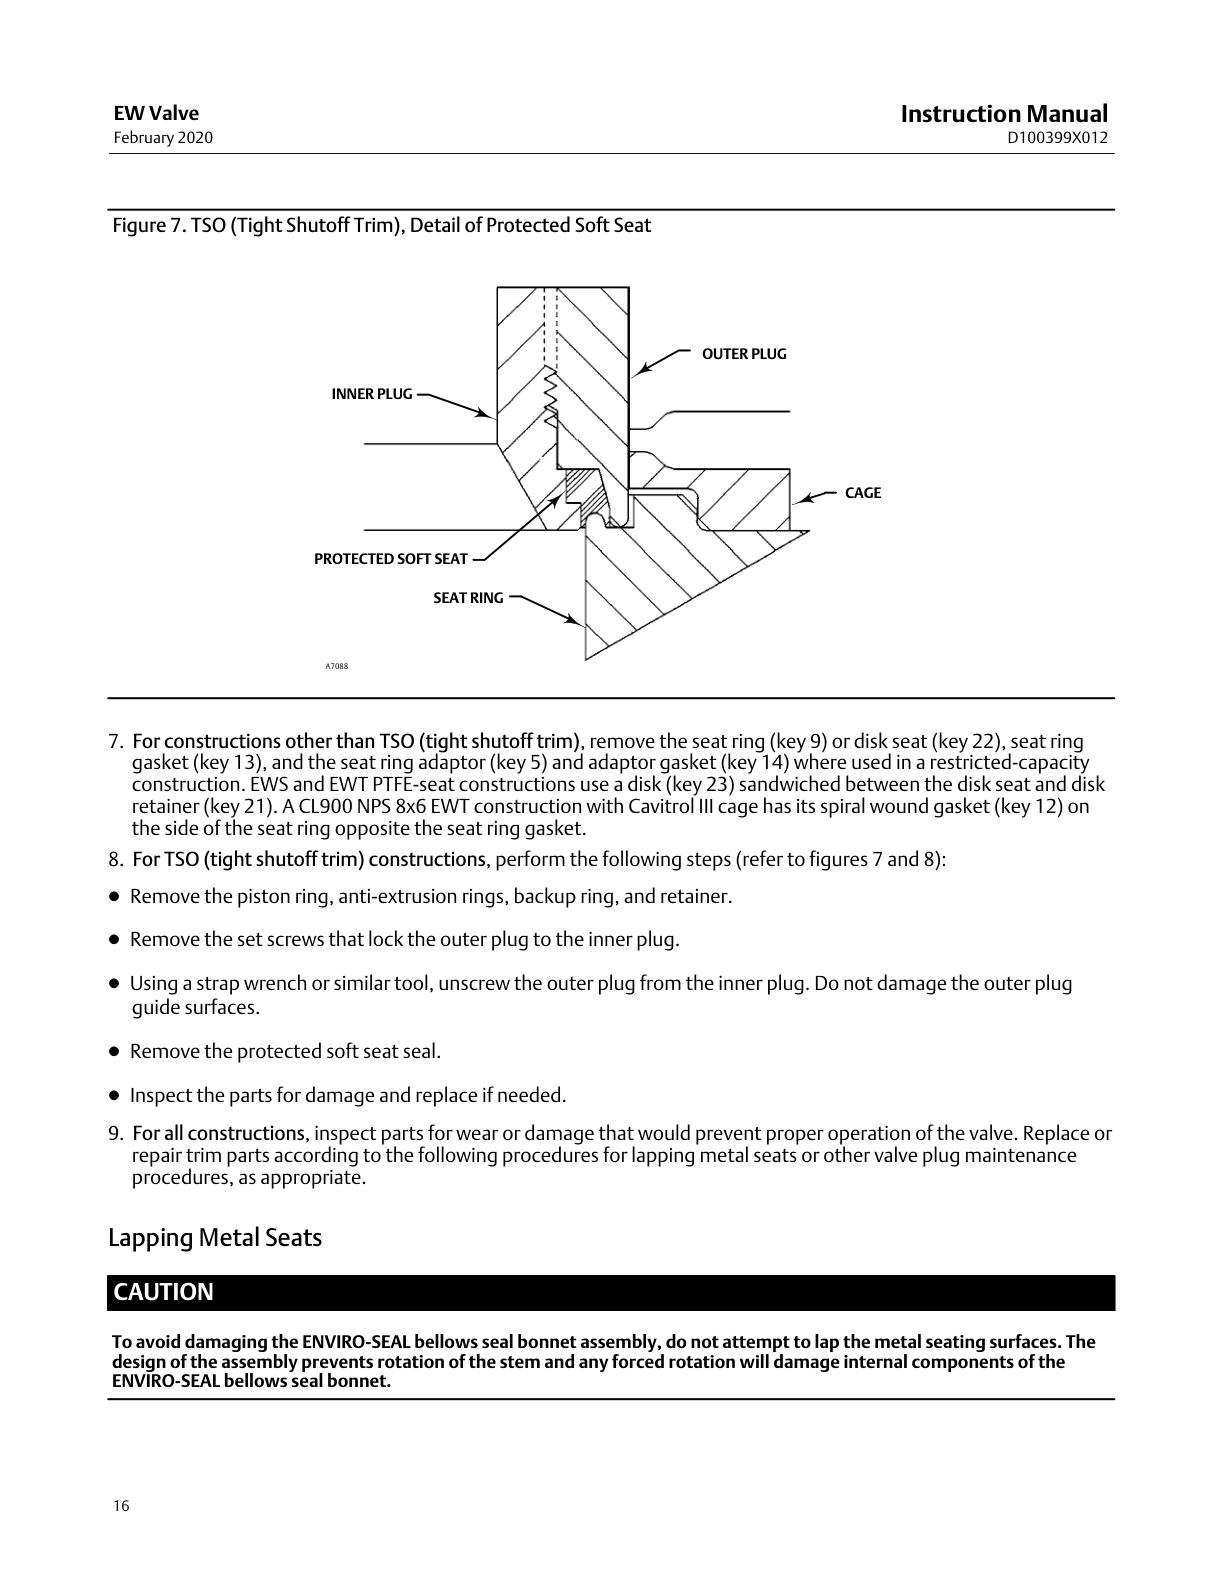 EW Valve
February 2020
Instruction Manual
D100399X012
Figure 7. TSO (Tight Shutoff Trim), Detail of Protected Soft Seat
OUTER PLUG
INNER PLUG
CAGE
PROTECTED SOFT SEAT
SEAT RING
A7088
7. For constructions other than TSO (tight shutoff trim), remove the seat ring (key 9) or disk seat (key 22), seat ring
gasket (key 13), and the seat ring adaptor (key 5) and adaptor gasket (key 14) where used in a restricted-capacity
construction. EWS and EWT PTFE-seat constructions use a disk (key 23) sandwiched between the disk seat and disk
retainer (key 21). A CL900 NPS 8x6 EWT construction with Cavitrol III cage has its spiral wound gasket (key 12) on
the side of the seat ring opposite the seat ring gasket.
8. For TSO (tight shutoff trim) constructions, perform the following steps (refer to figures 7 and 8):
● Remove the piston ring, anti-extrusion rings, backup ring, and retainer.
● Remove the set screws that lock the outer plug to the inner plug.
● Using a strap wrench or similar tool, unscrew the outer plug from the inner plug. Do not damage the outer plug
guide surfaces.
● Remove the protected soft seat seal.
● Inspect the parts for damage and replace if needed.
9. For all constructions, inspect parts for wear or damage that would prevent proper operation of the valve. Replace or
repair trim parts according to the following procedures for lapping metal seats or other valve plug maintenance
procedures, as appropriate.
Lapping Metal Seats
CAUTION
To avoid damaging the ENVIRO-SEAL bellows seal bonnet assembly, do not attempt to lap the metal seating surfaces. The
design of the assembly prevents rotation of the stem and any forced rotation will damage internal components of the
ENVIRO-SEAL bellows seal bonnet.
16